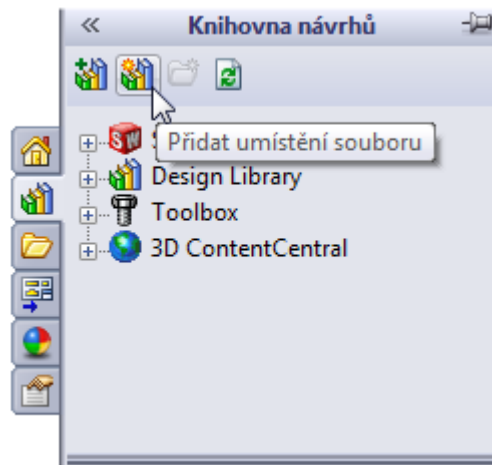 Knihovna návrhů
Přidat umístění souboru
Design Library
Toolbox
3D ContentCentral